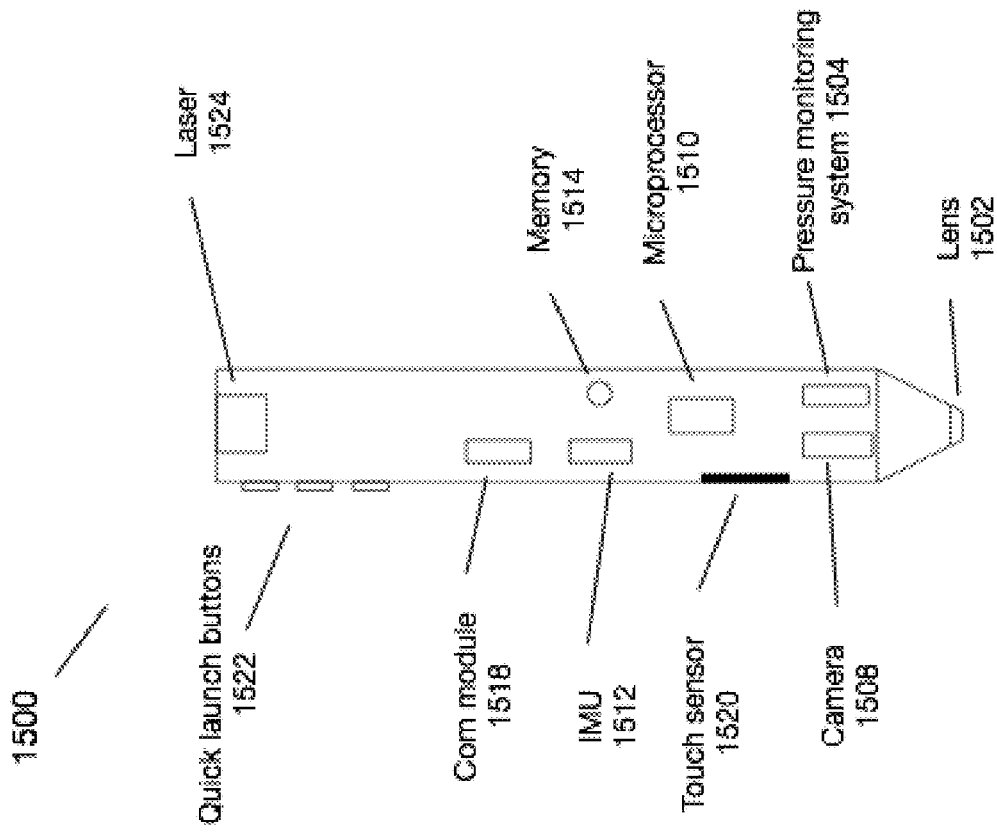 1500
Quick launch buttons
1522
Laser
1524
Com module
1518
IMU
1512
Memory
1514
Touch sensor
1520
Microprocessor
1510
Camera
1508
Pressure monitoring
system 1504
Lens
1502